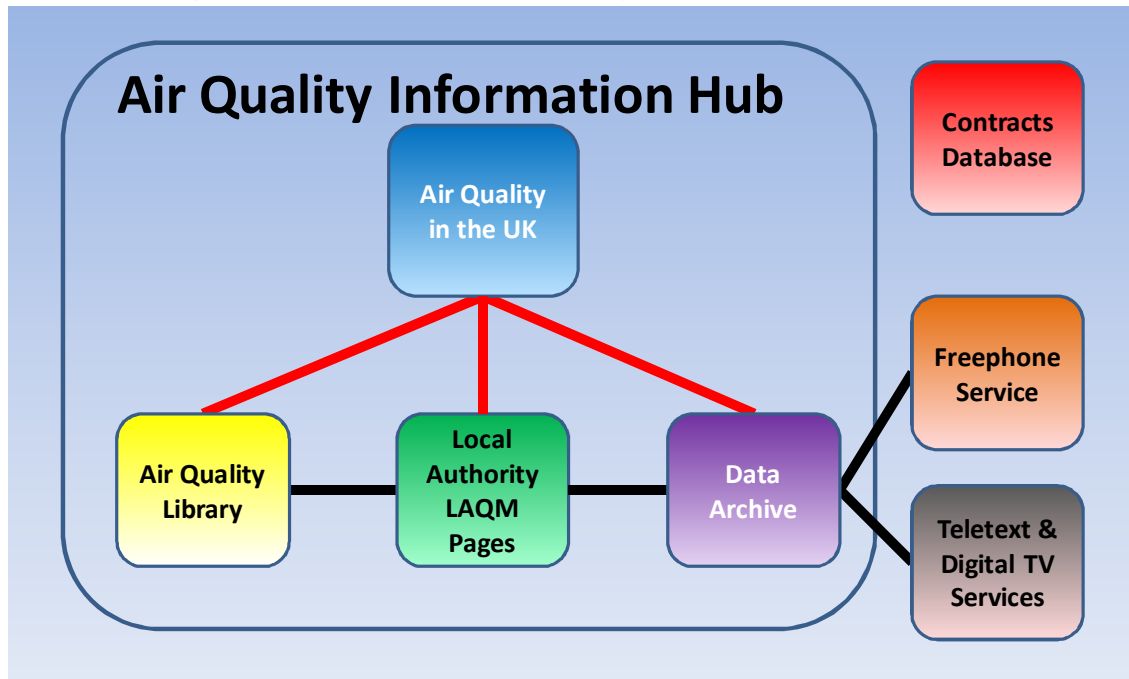 Air Quality Information Hub
Contracts
Database
Air Quality
in the UK
Freephone
Service
Air Quality
Library
Local
Authority
LAQM
Pages
Data
Archive
Teletext &
Digital TV
Services